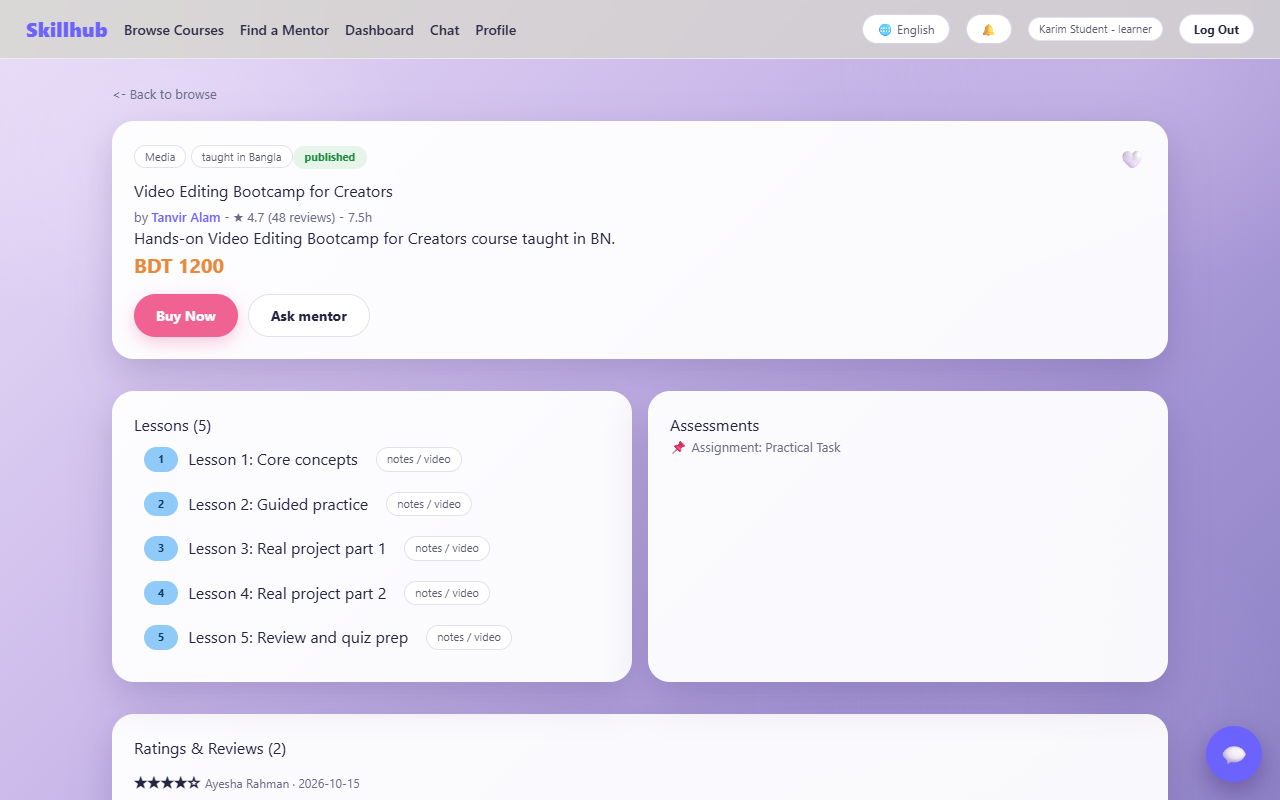 Skillhub Browse Courses Find a Mentor Dashboard Chat Profile 🌐 English 🔔 Karim Student - learner Log Out
<- Back to browse
Media taught in Bangla published
Video Editing Bootcamp for Creators
by Tanvir Alam - ★ 4.7 (48 reviews) - 7.5h
Hands-on Video Editing Bootcamp for Creators course taught in BN.
BDT 1200
Buy Now Ask mentor
Lessons (5)
1 Lesson 1: Core concepts notes / video
2 Lesson 2: Guided practice notes / video
3 Lesson 3: Real project part 1 notes / video
4 Lesson 4: Real project part 2 notes / video
5 Lesson 5: Review and quiz prep notes / video
Assessments
📌 Assignment: Practical Task
Ratings & Reviews (2)
★★★★☆ Ayesha Rahman · 2026-10-15